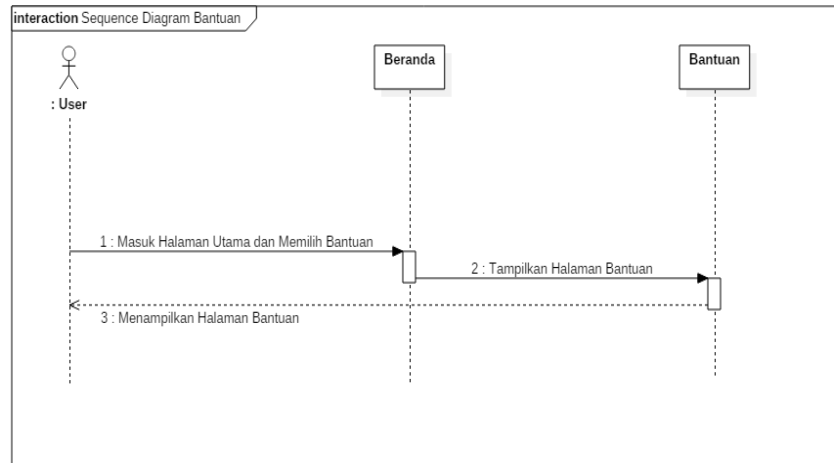 interaction Sequence Diagram Bantuan
: User
Beranda
Bantuan
1 : Masuk Halaman Utama dan Memilih Bantuan
2 : Tampilkan Halaman Bantuan
3 : Menampilkan Halaman Bantuan